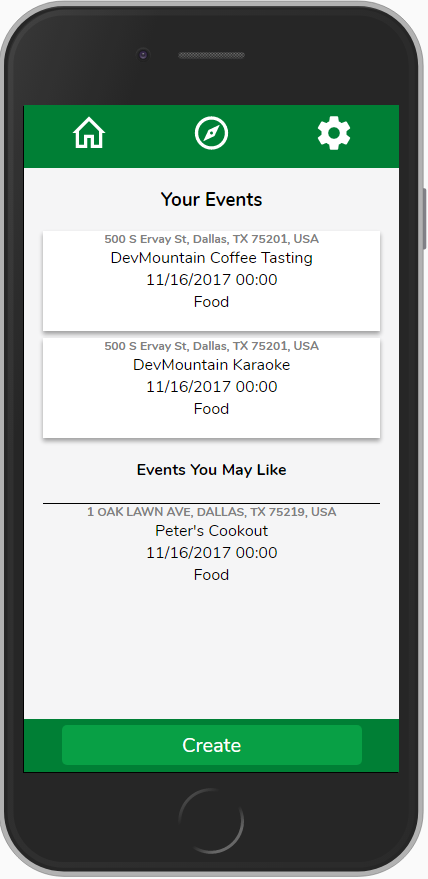 Your Events
500 S Ervay St, Dallas, TX 75201, USA
DevMountain Coffee Tasting
11/16/2017 00:00
Food
500 S Ervay St, Dallas, TX 75201, USA
DevMountain Karaoke
11/16/2017 00:00
Food
Events You May Like
1 OAK LAWN AVE, DALLAS, TX 75219, USA
Peter's Cookout
11/16/2017 00:00
Food
Create